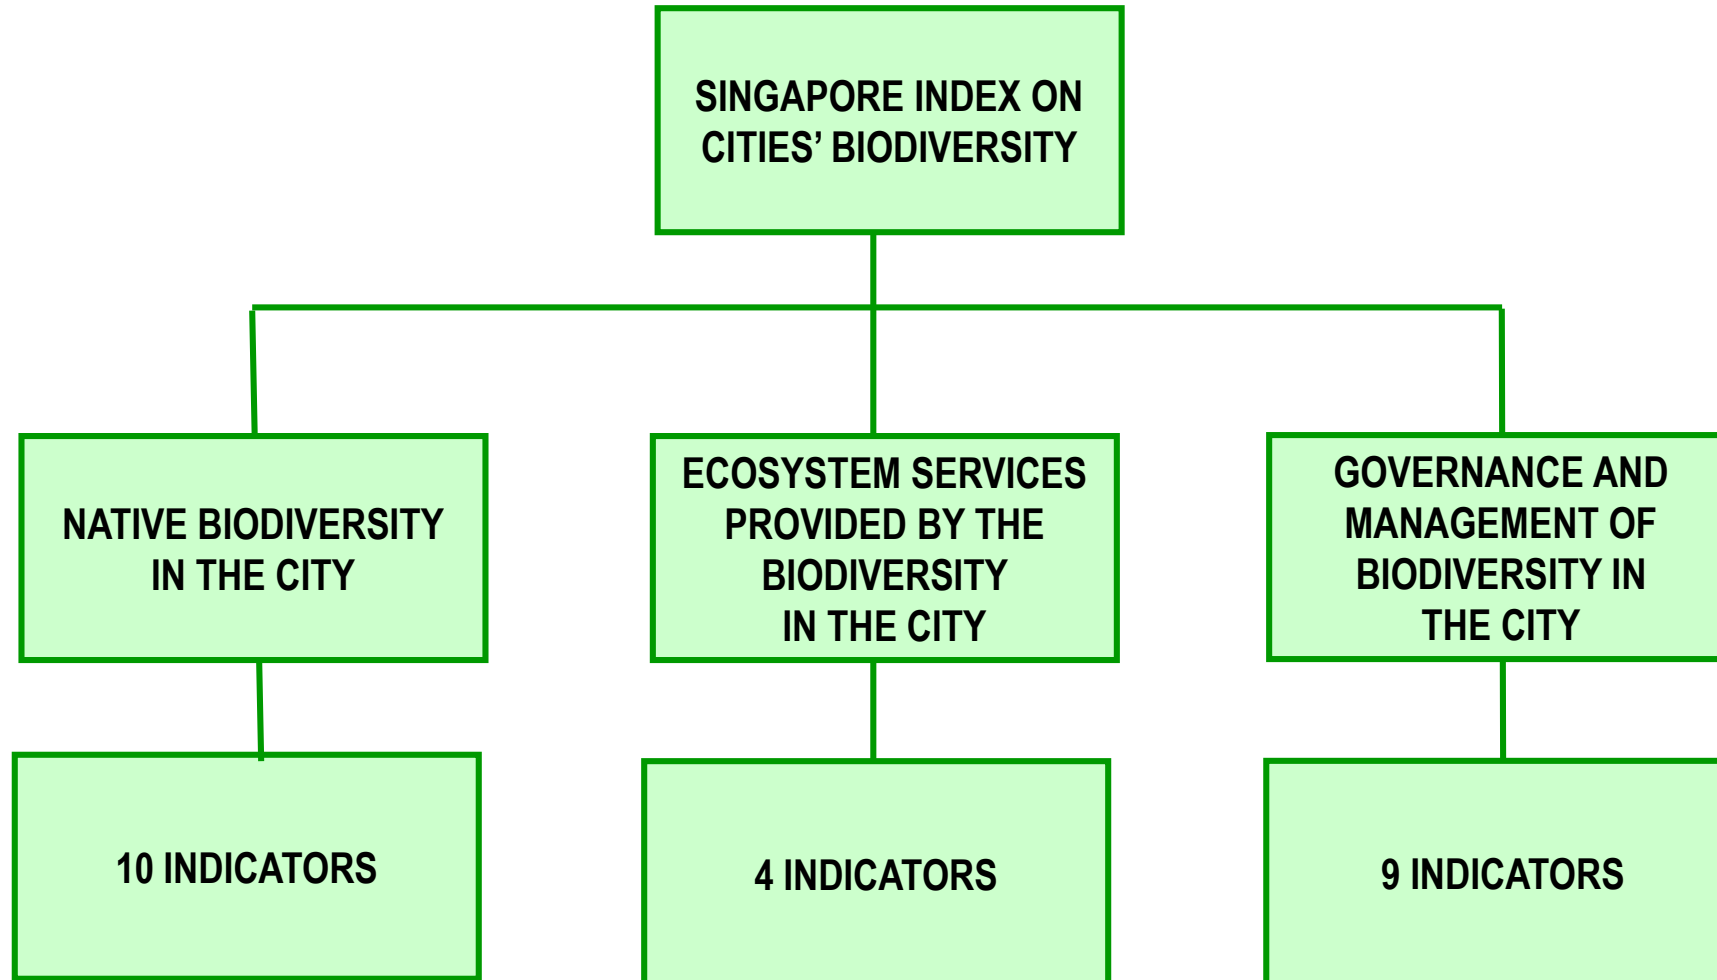 SINGAPORE INDEX ON
CITIES’ BIODIVERSITY
NATIVE BIODIVERSITY
IN THE CITY
ECOSYSTEM SERVICES
PROVIDED BY THE
BIODIVERSITY
IN THE CITY
GOVERNANCE AND
MANAGEMENT OF
BIODIVERSITY IN
THE CITY
10 INDICATORS
4 INDICATORS
9 INDICATORS